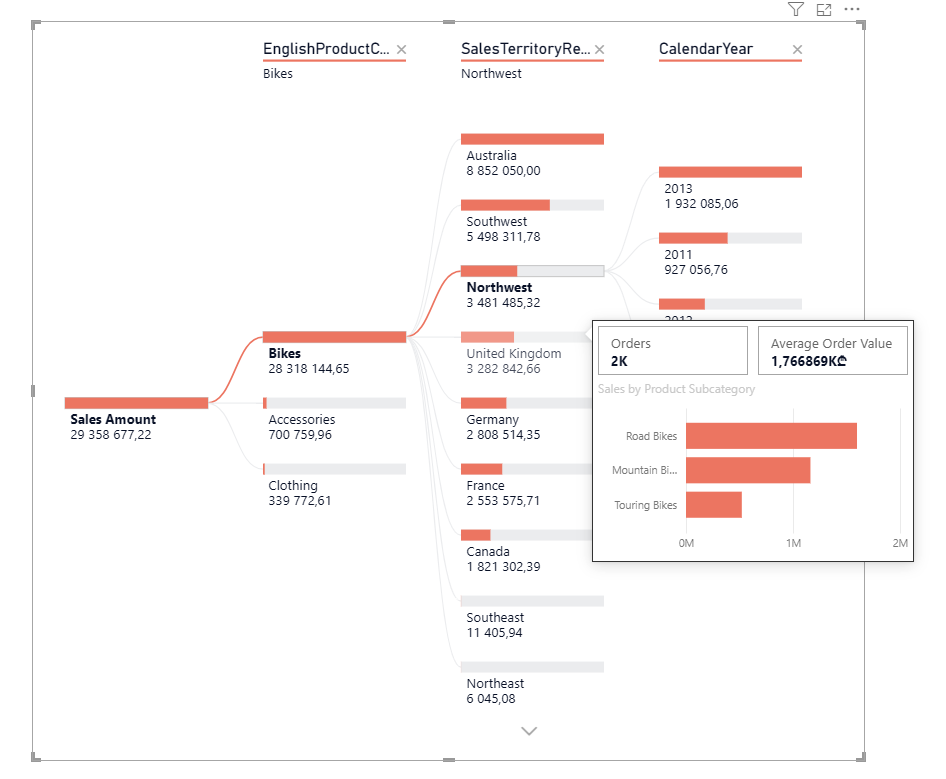 EnglishProductC...
SalesTerritoryRe...
CalendarYear
Bikes
Northwest
Sales Amount
29 358 677,22
Bikes
28 318 144,65
Accessories
700 759,96
Clothing
339 772,61
Australia
8 852 050,00
Southwest
5 498 311,78
Northwest
3 481 485,32
United Kingdom
3 282 842,66
Germany
2 808 514,35
France
2 553 575,71
Canada
1 821 302,39
Southeast
11 405,94
Northeast
6 045,08
2013
1 932 085,06
2011
927 056,76
Orders
2K
Average Order Value
1,766869K₾
Sales by Product Subcategory
Road Bikes
Mountain Bi...
Touring Bikes
0M
1M
2M